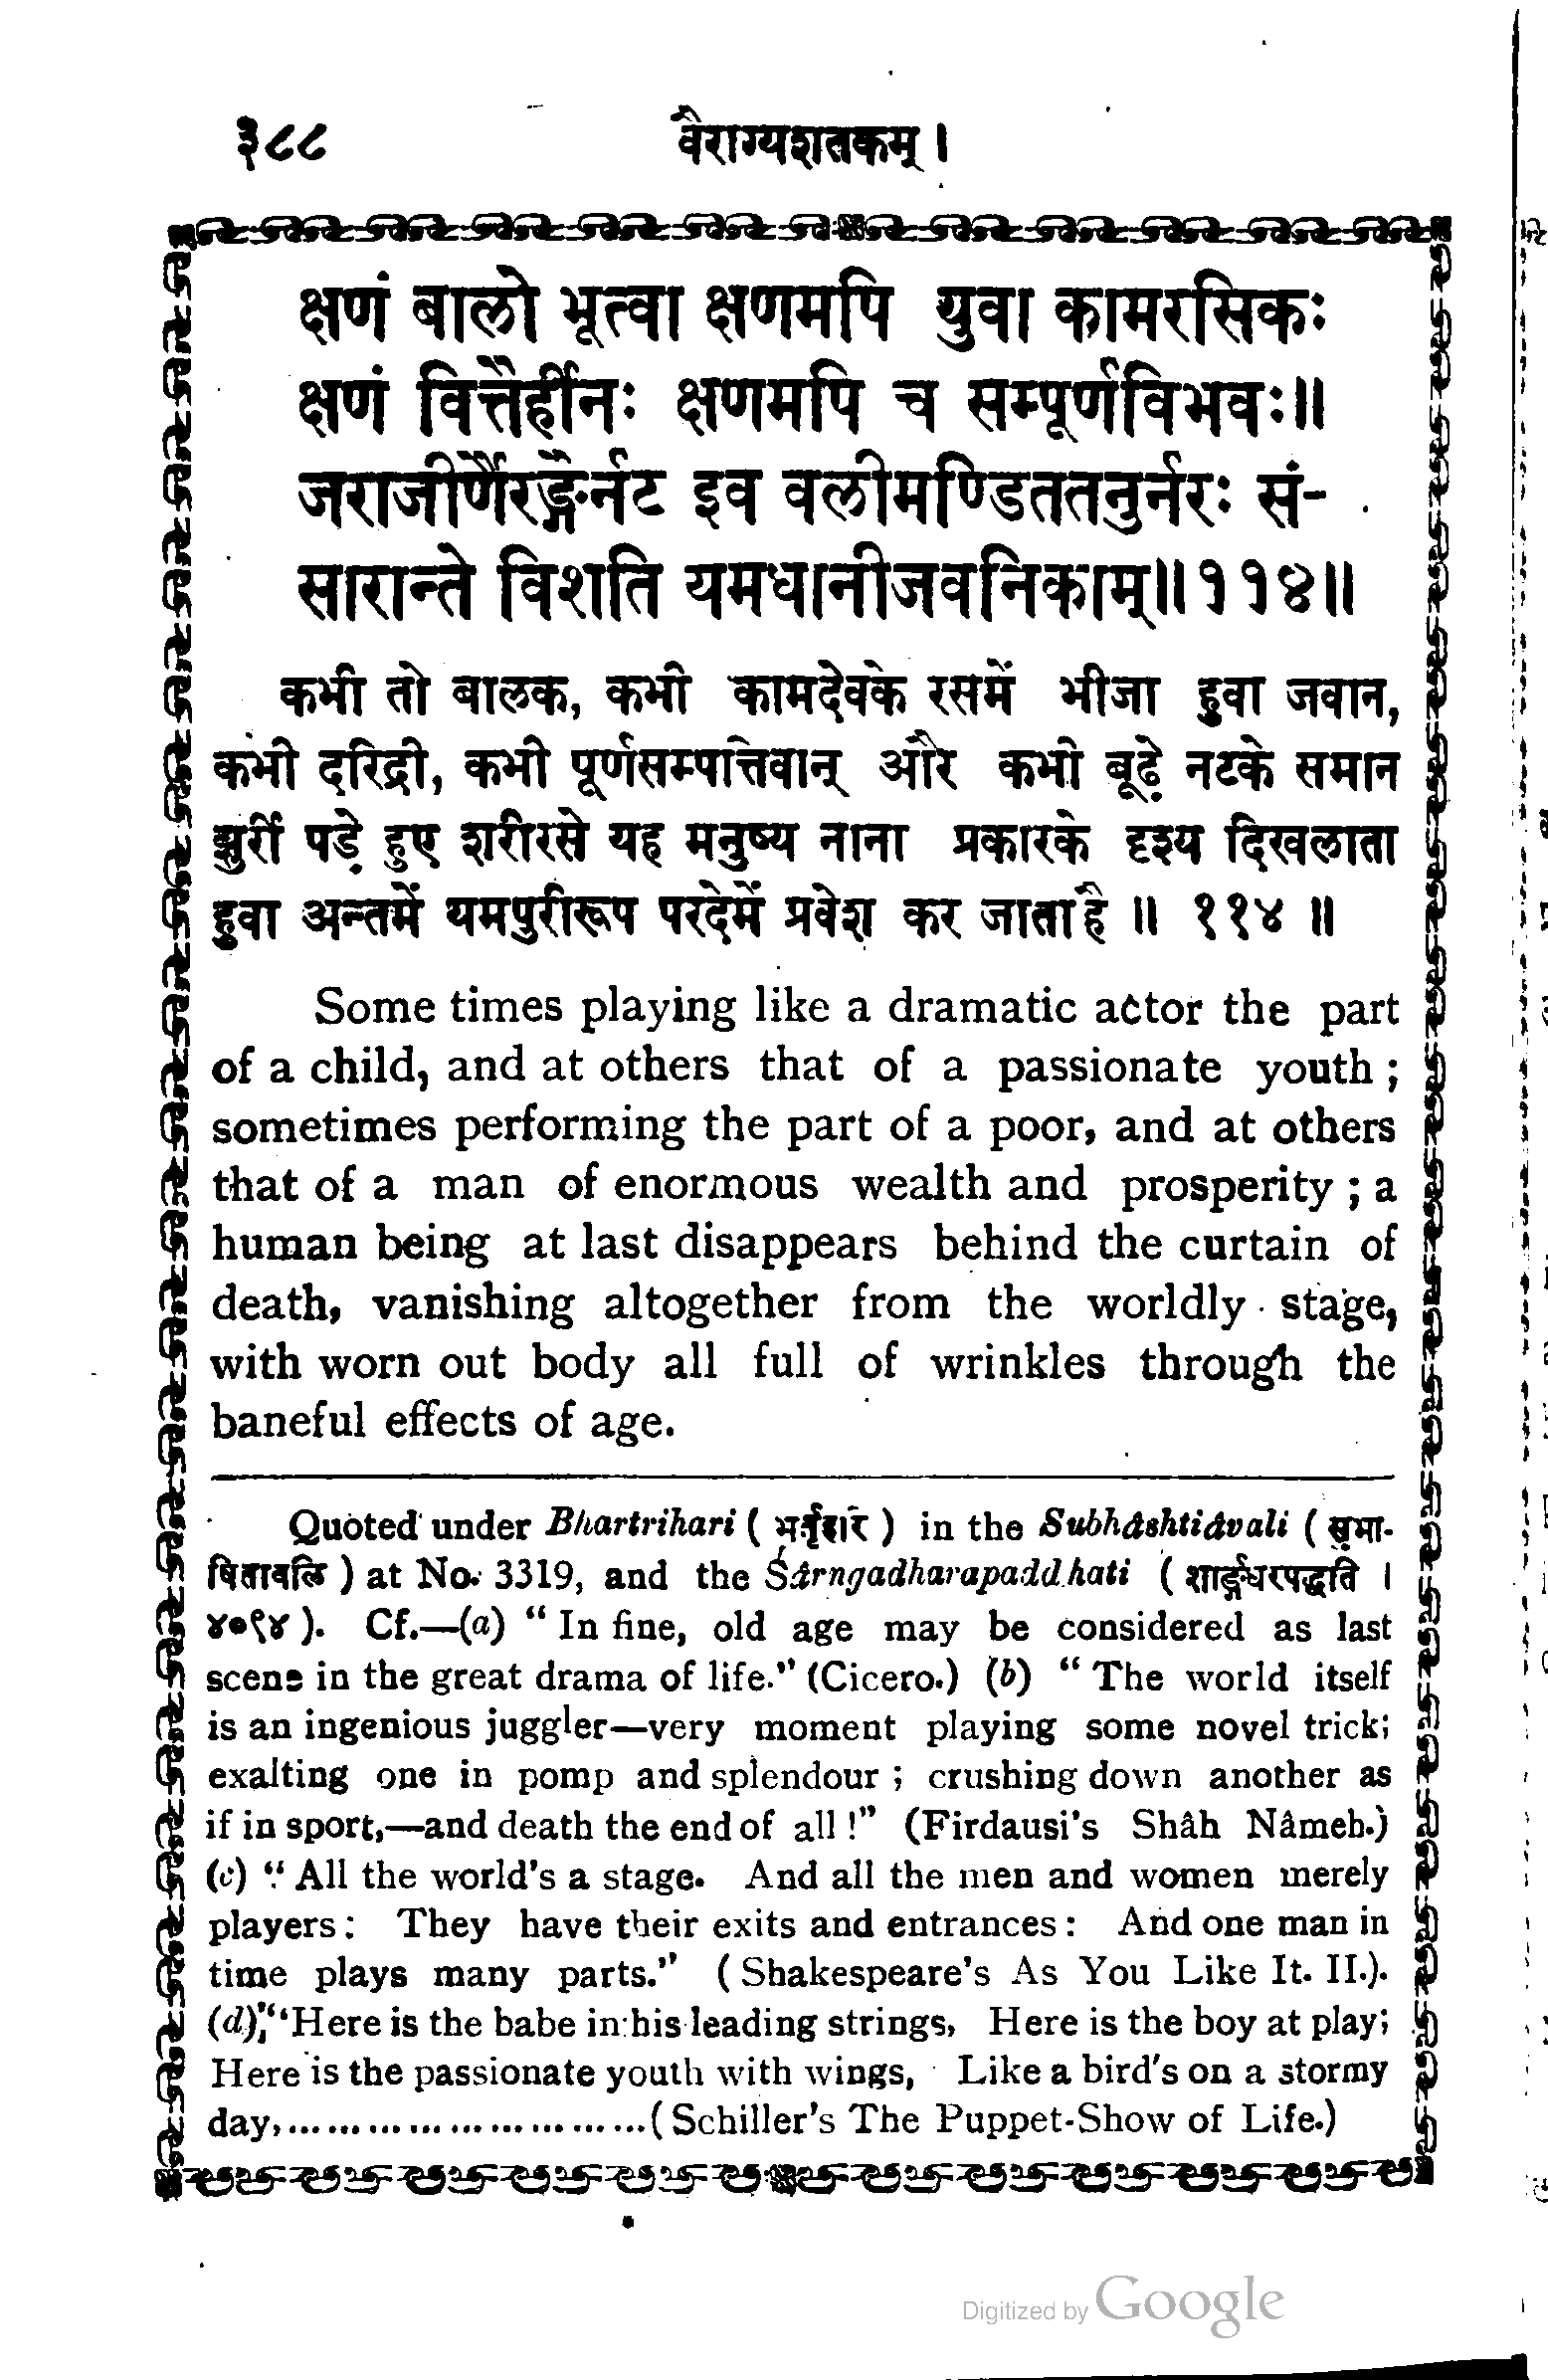 ३८८ वैराग्यशतकम् ।
क्षणं बालो भूत्वा क्षणमपि युवा कामरसिकः
क्षणं वित्तैर्हीनः क्षणमपि च सम्पूर्णविभवः॥
जराजीर्णैरङ्गैर्नट इव वलीमण्डिततनुर्नरः सं-
सारान्ते विशति यमधानीजवनिकाम्॥११४॥
कभी तो बालक, कभी कामदेवके रसमें भीजा हुवा जवान,
कभी दरिद्री, कभी पूर्णसम्पत्तिवान् और कभी बूढ़े नटके समान
झुर्री पड़े हुए शरीरसे यह मनुष्य नाना प्रकारके दृश्य दिखलाता
हुवा अन्तमें यमपुरीरूप परदेमें प्रवेश कर जाताहै ॥ ११४ ॥
Some times playing like a dramatic actor the part
of a child, and at others that of a passionate youth ;
sometimes performing the part of a poor, and at others
that of a man of enormous wealth and prosperity ; a
human being at last disappears behind the curtain of
death, vanishing altogether from the worldly stage,
with worn out body all full of wrinkles through the
baneful effects of age.
Quoted under Bhartrihari ( भर्तृहरि ) in the Subhâshtiâvali ( सुभा-
षितावलि ) at No. 3319, and the Śârngadharapaddhati ( शार्ङ्गधरपद्धति ।
४०९४ ). Cf.—(a) “ In fine, old age may be considered as last
scene in the great drama of life.” (Cicero.) (b) “ The world itself
is an ingenious juggler—very moment playing some novel trick;
exalting one in pomp and splendour ; crushing down another as
if in sport,—and death the end of all !” (Firdausi's Shâh Nâmeh.)
(c) “ All the world's a stage. And all the men and women merely
players : They have their exits and entrances : And one man in
time plays many parts.” ( Shakespeare's As You Like It. II.).
(d) “Here is the babe in his leading strings, Here is the boy at play;
Here is the passionate youth with wings, Like a bird's on a stormy
day,...........................( Schiller's The Puppet-Show of Life.)
Digitized by Google